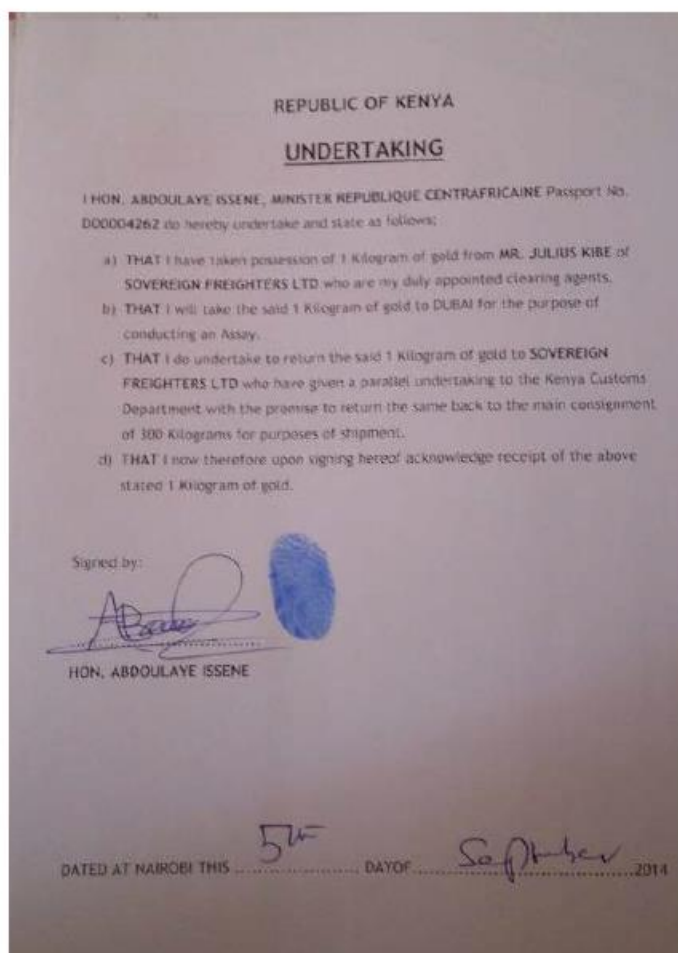 REPUBLIC OF KENYA
UNDERTAKING
I HON. ABDOULAYE ISSENE, MINISTER REPUBLIQUE CENTRAFRICAINE Passport No.
D00004262 do hereby undertake and state as follows:
a) THAT I have taken possession of 1 Kilogram of gold from MR. JULIUS KIBE of
SOVEREIGN FREIGHTERS LTD who are my duly appointed clearing agents.
b) THAT I will take the said 1 Kilogram of gold to DUBAI for the purpose of
conducting an Assay.
c) THAT I do undertake to return the said 1 Kilogram of gold to SOVEREIGN
FREIGHTERS LTD who have given a parallel undertaking to the Kenya Customs
Department with the promise to return the same back to the main consignment
of 300 Kilograms for purposes of shipment.
d) THAT I now therefore upon signing hereof acknowledge receipt of the above
stated 1 Kilogram of gold.
Signed by:
HON. ABDOULAYE ISSENE
DATED AT NAIROBI THIS 5th DAYOF September 2014